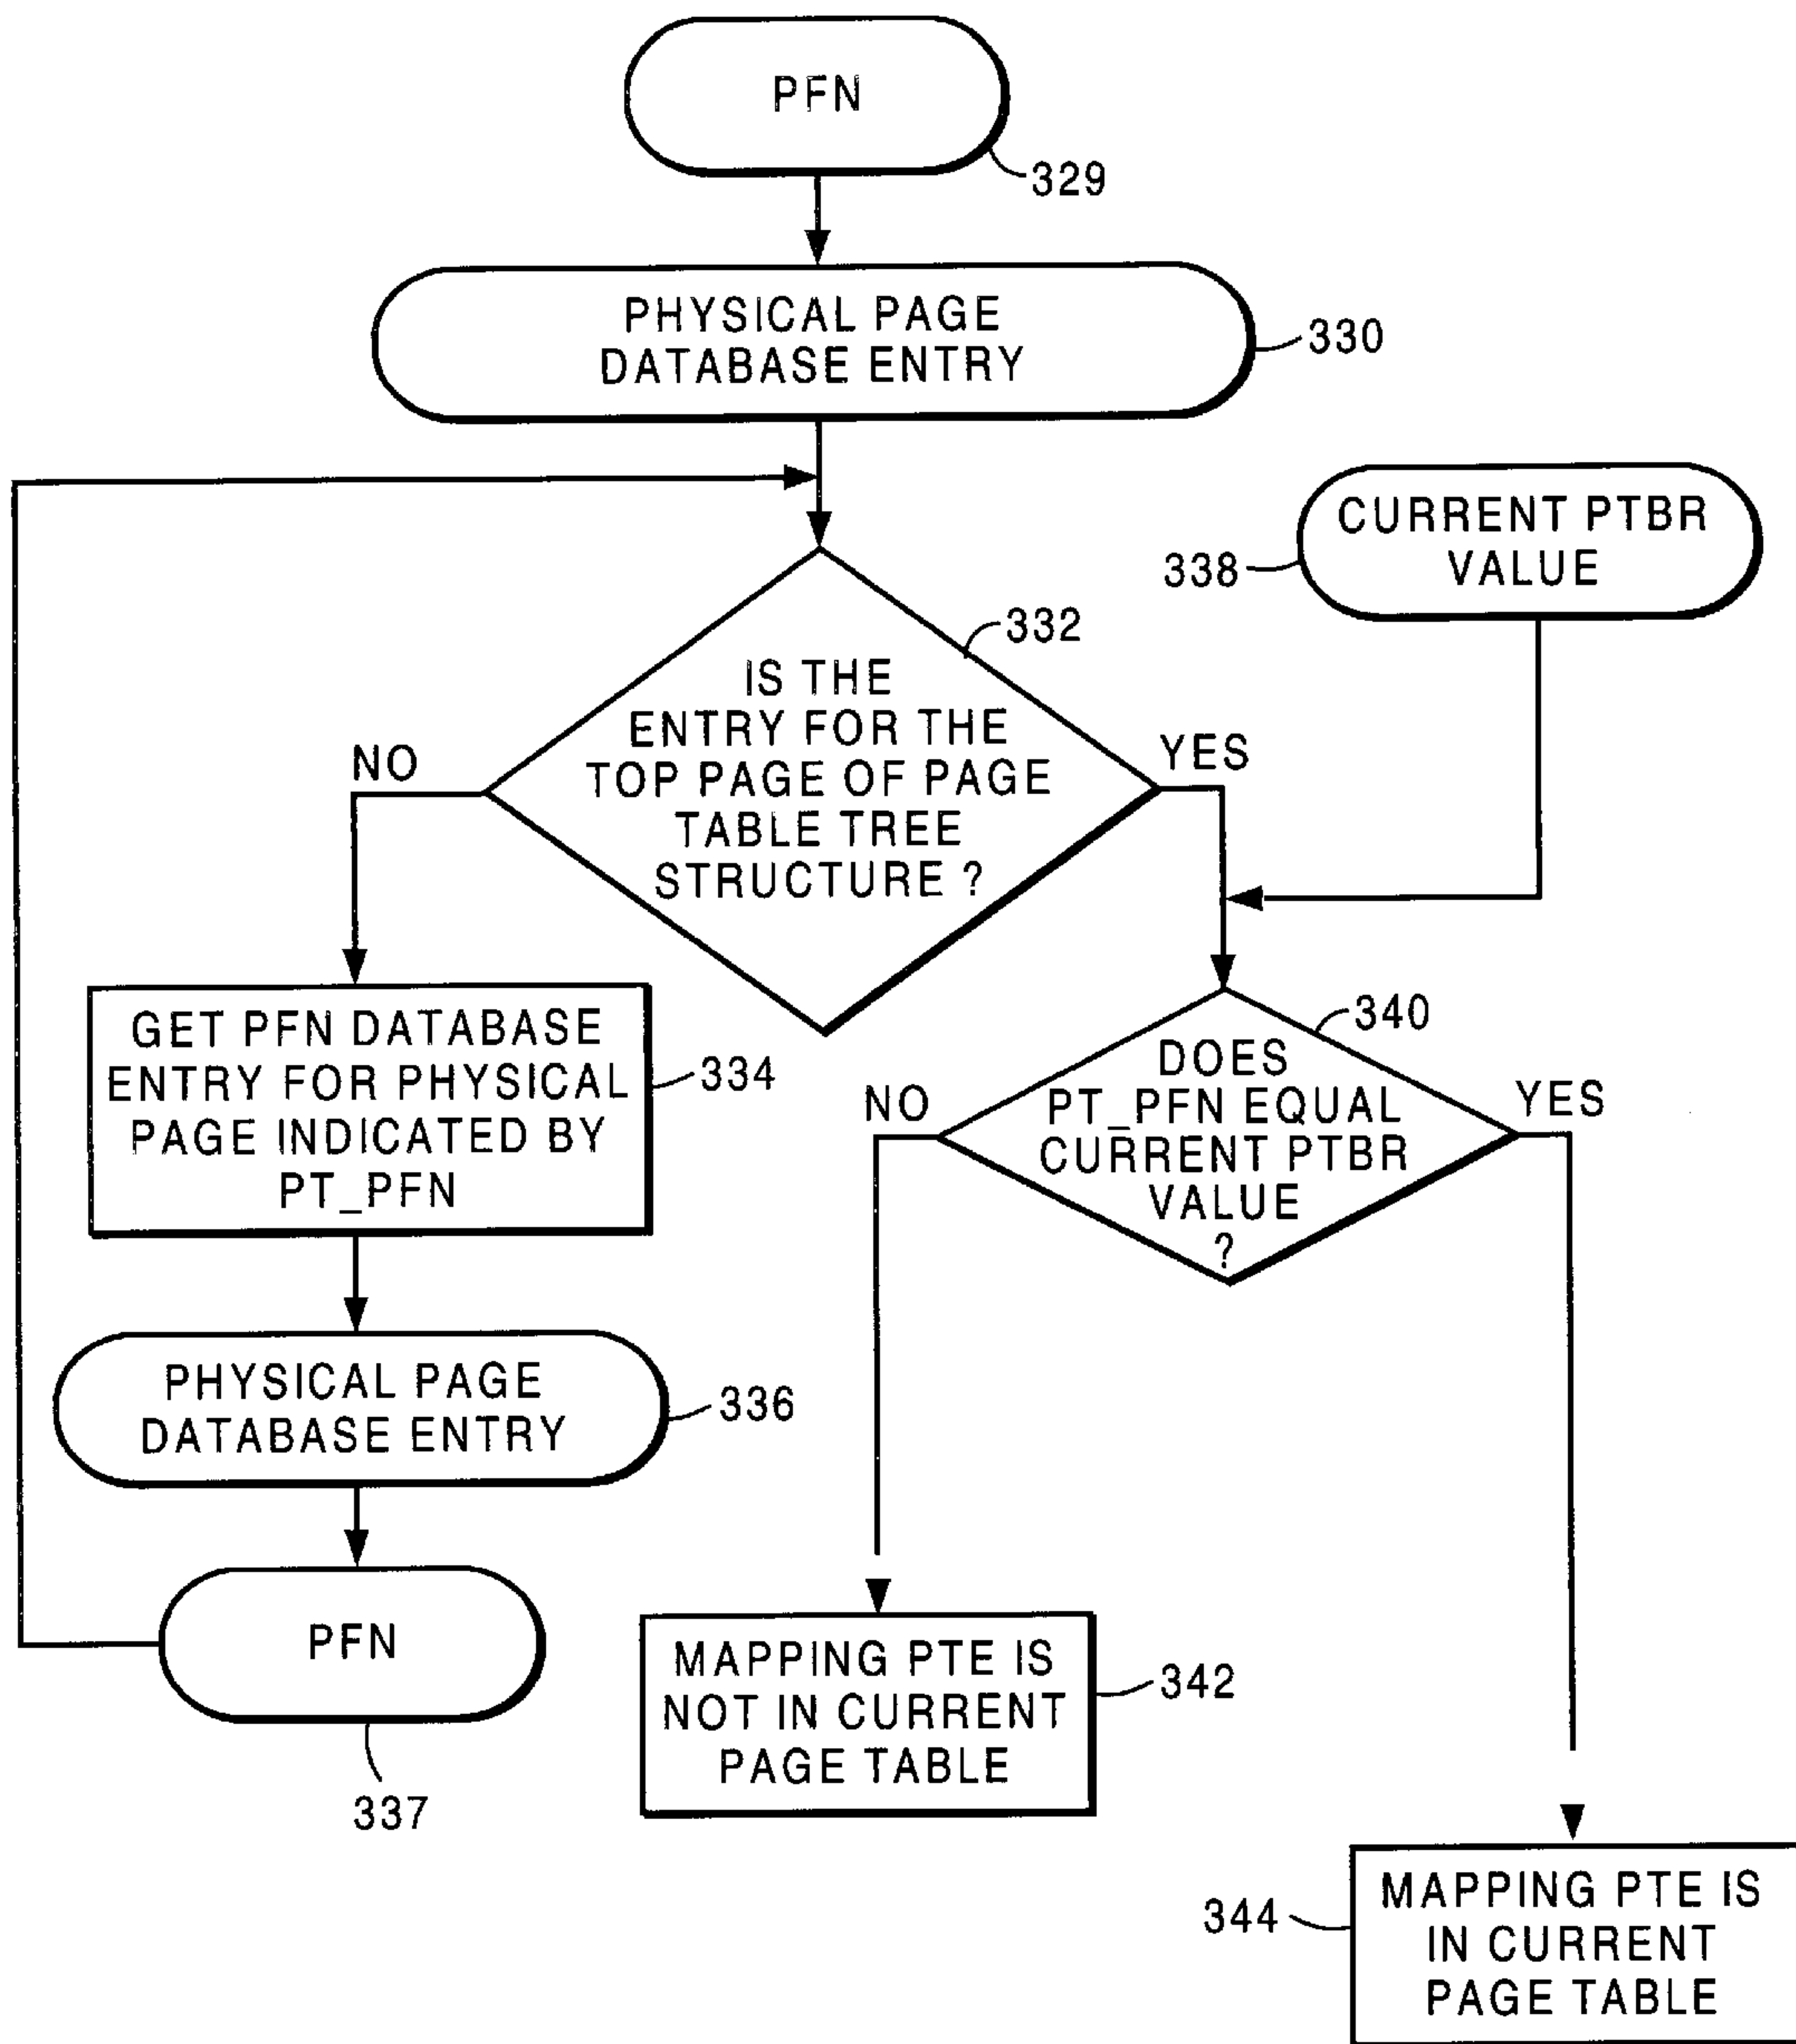 PFN
329
PHYSICAL PAGE
DATABASE ENTRY
330
CURRENT PTBR
VALUE
338
332
IS THE
ENTRY FOR THE
TOP PAGE OF PAGE
TABLE TREE
STRUCTURE ?
NO
YES
GET PFN DATABASE
ENTRY FOR PHYSICAL
PAGE INDICATED BY
PT_PFN
334
340
DOES
PT_PFN EQUAL
CURRENT PTBR
VALUE
?
NO
YES
PHYSICAL PAGE
DATABASE ENTRY
336
PFN
337
MAPPING PTE IS
NOT IN CURRENT
PAGE TABLE
342
344
MAPPING PTE IS
IN CURRENT
PAGE TABLE